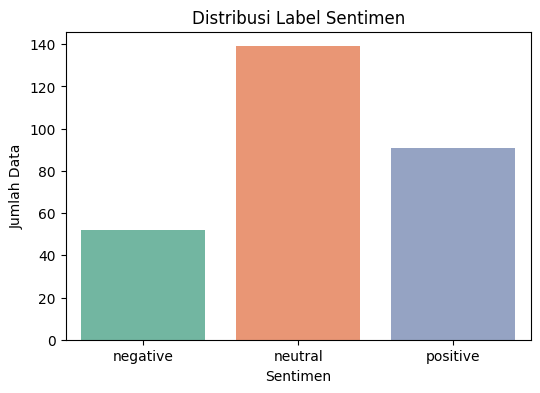 Distribusi Label Sentimen
Jumlah Data
140
120
100
80
60
40
20
0
negative
neutral
positive
Sentimen